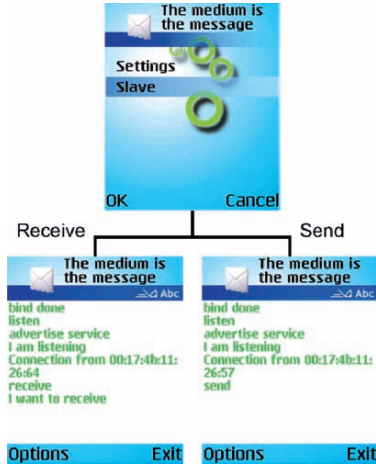 The medium is
the message
Settings
Slave
OK Cancel
Receive Send
The medium is
the message
Abc
bind done
listen
advertise service
I am listening
Connection from 00:17:4b:11:
26:64
receive
I want to receive
Options Exit
The medium is
the message
Abc
bind done
listen
advertise service
I am listening
Connection from 00:17:4b:11:
26:57
send
Options Exit